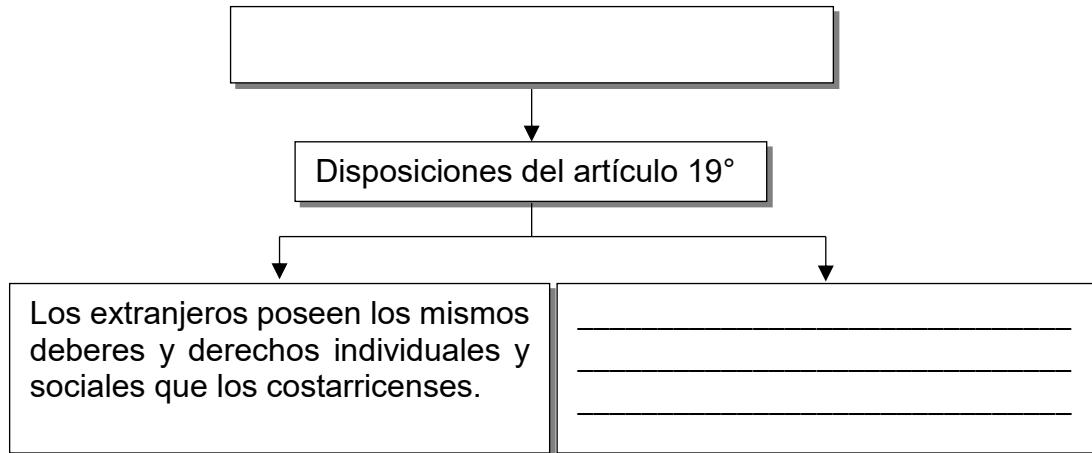 Disposiciones del artículo 19°
Los extranjeros poseen los mismos
deberes y derechos individuales y
sociales que los costarricenses.